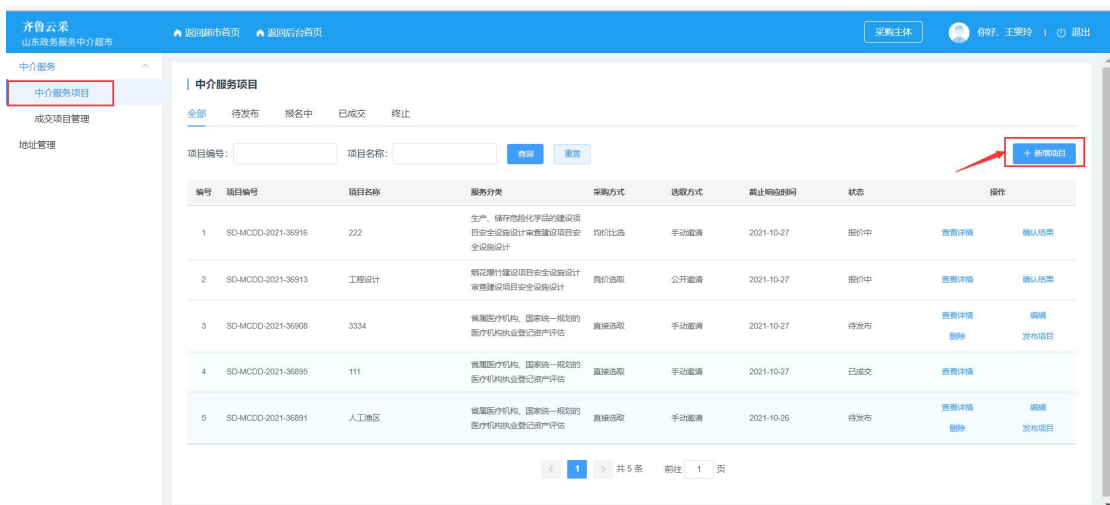 齐鲁云采
山东政务服务中介超市
返回超市首页 返回后台首页 采购主体 你好, 王雯玲 | 退出
中介服务
中介服务项目
成交项目管理
地址管理
中介服务项目
全部 待发布 报名中 已成交 终止
项目编号: 项目名称: 查询 重置 + 新增项目
编号 项目编号 项目名称 服务分类 采购方式 选取方式 截止响应时间 状态 操作
生产、储存危险化学品的建设项
1 SD-MCDD-2021-36916 222 目安全设施设计审查建设项目安 均价比选 手动邀请 2021-10-27 报价中 查看详情 确认结果
全设施设计
烟花爆竹建设项目安全设施设计
2 SD-MCDD-2021-36913 工程设计 竞价选取 公开邀请 2021-10-27 报价中 查看详情 确认结果
审查建设项目安全设施设计
省属医疗机构、国家统一规划的 查看详情 编辑
3 SD-MCDD-2021-36908 3334 直接选取 手动邀请 2021-10-27 待发布
医疗机构执业登记资产评估 删除 发布项目
省属医疗机构、国家统一规划的
4 SD-MCDD-2021-36895 111 直接选取 手动邀请 2021-10-27 已成交 查看详情
医疗机构执业登记资产评估
省属医疗机构、国家统一规划的 查看详情 编辑
5 SD-MCDD-2021-36891 人工渔区 直接选取 手动邀请 2021-10-26 待发布
医疗机构执业登记资产评估 删除 发布项目
< 1 > 共 5 条 前往 1 页